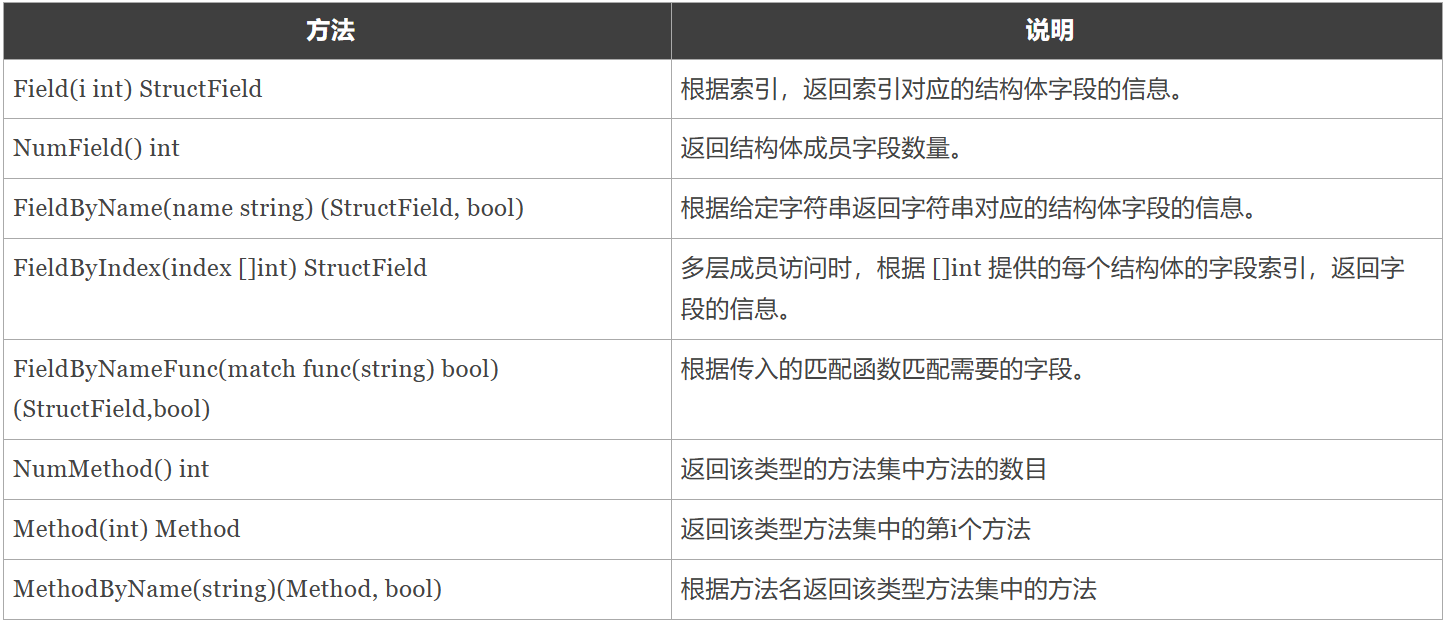 方法
说明
Field(i int) StructField
根据索引，返回索引对应的结构体字段的信息。
NumField() int
返回结构体成员字段数量。
FieldByName(name string) (StructField, bool)
根据给定字符串返回字符串对应的结构体字段的信息。
FieldByIndex(index []int) StructField
多层成员访问时，根据 []int 提供的每个结构体的字段索引，返回字
段的信息。
FieldByNameFunc(match func(string) bool)
(StructField,bool)
根据传入的匹配函数匹配需要的字段。
NumMethod() int
返回该类型的方法集中方法的数目
Method(int) Method
返回该类型方法集中的第i个方法
MethodByName(string)(Method, bool)
根据方法名返回该类型方法集中的方法